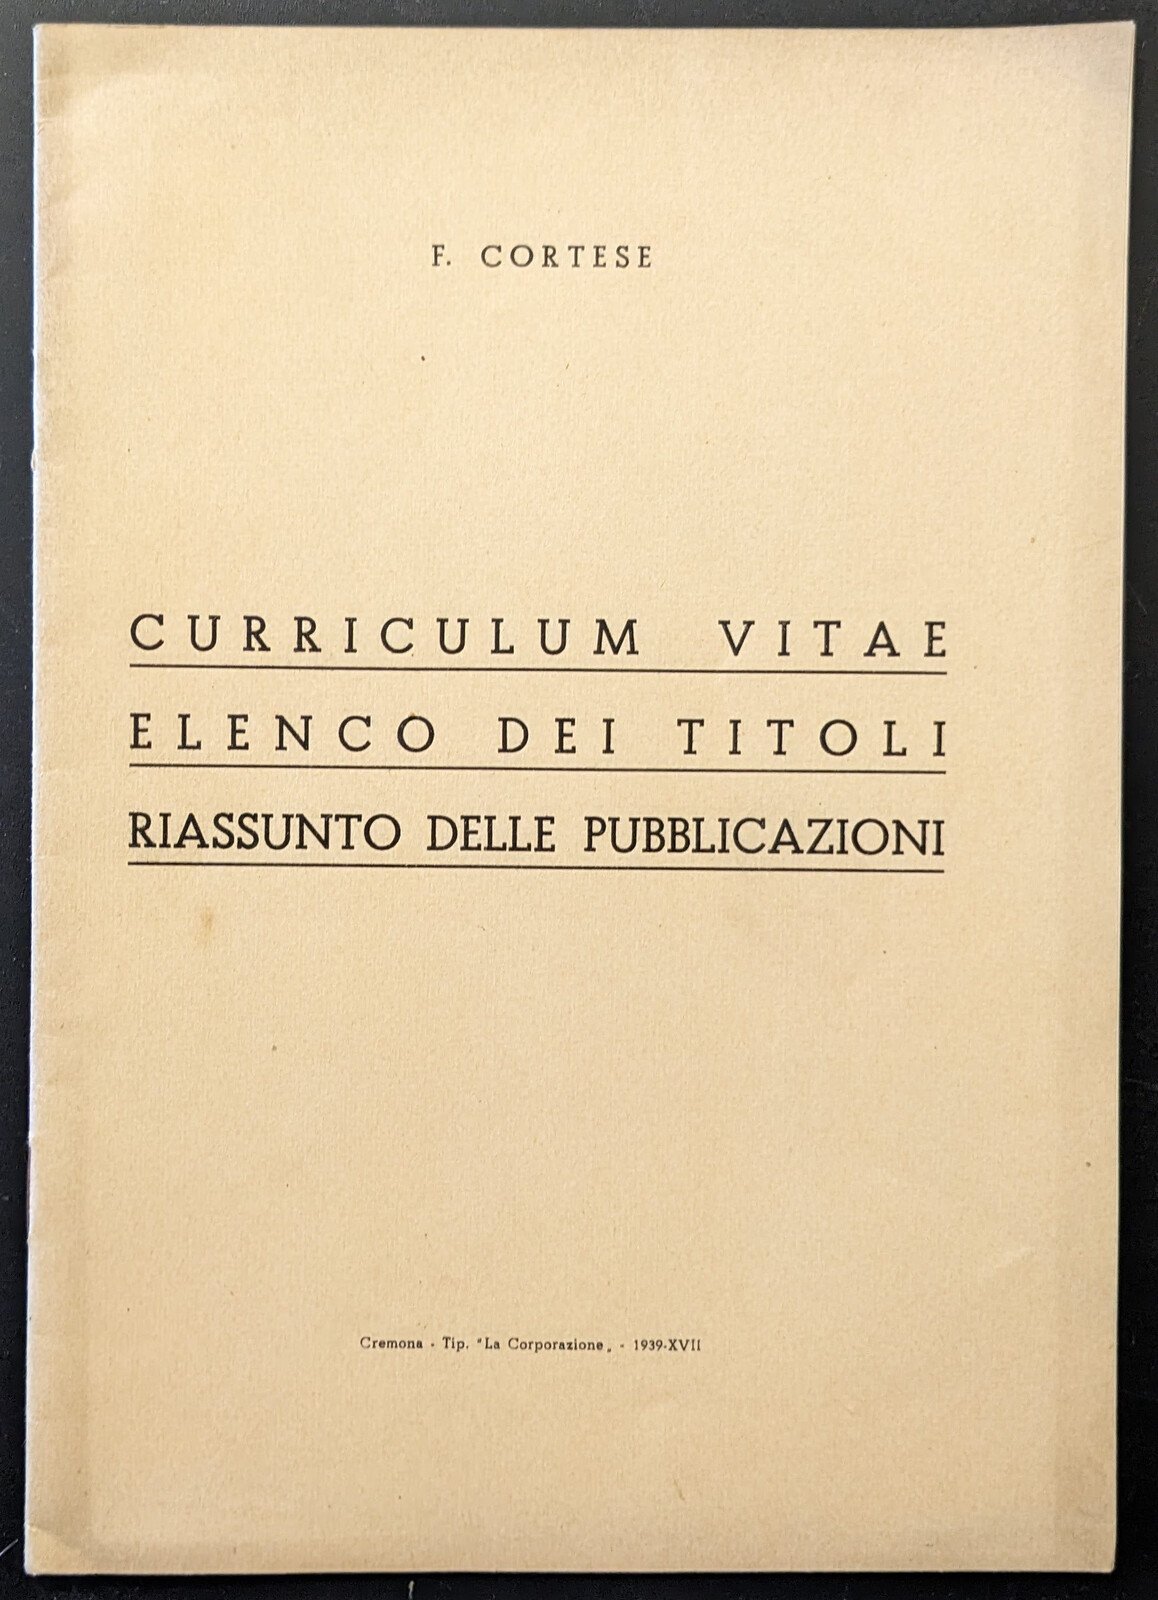 F. CORTESE
CURRICULUM VITAE
ELENCO DEI TITOLI
RIASSUNTO DELLE PUBBLICAZIONI
Cremona - Tip. "La Corporazione„ - 1939-XVII